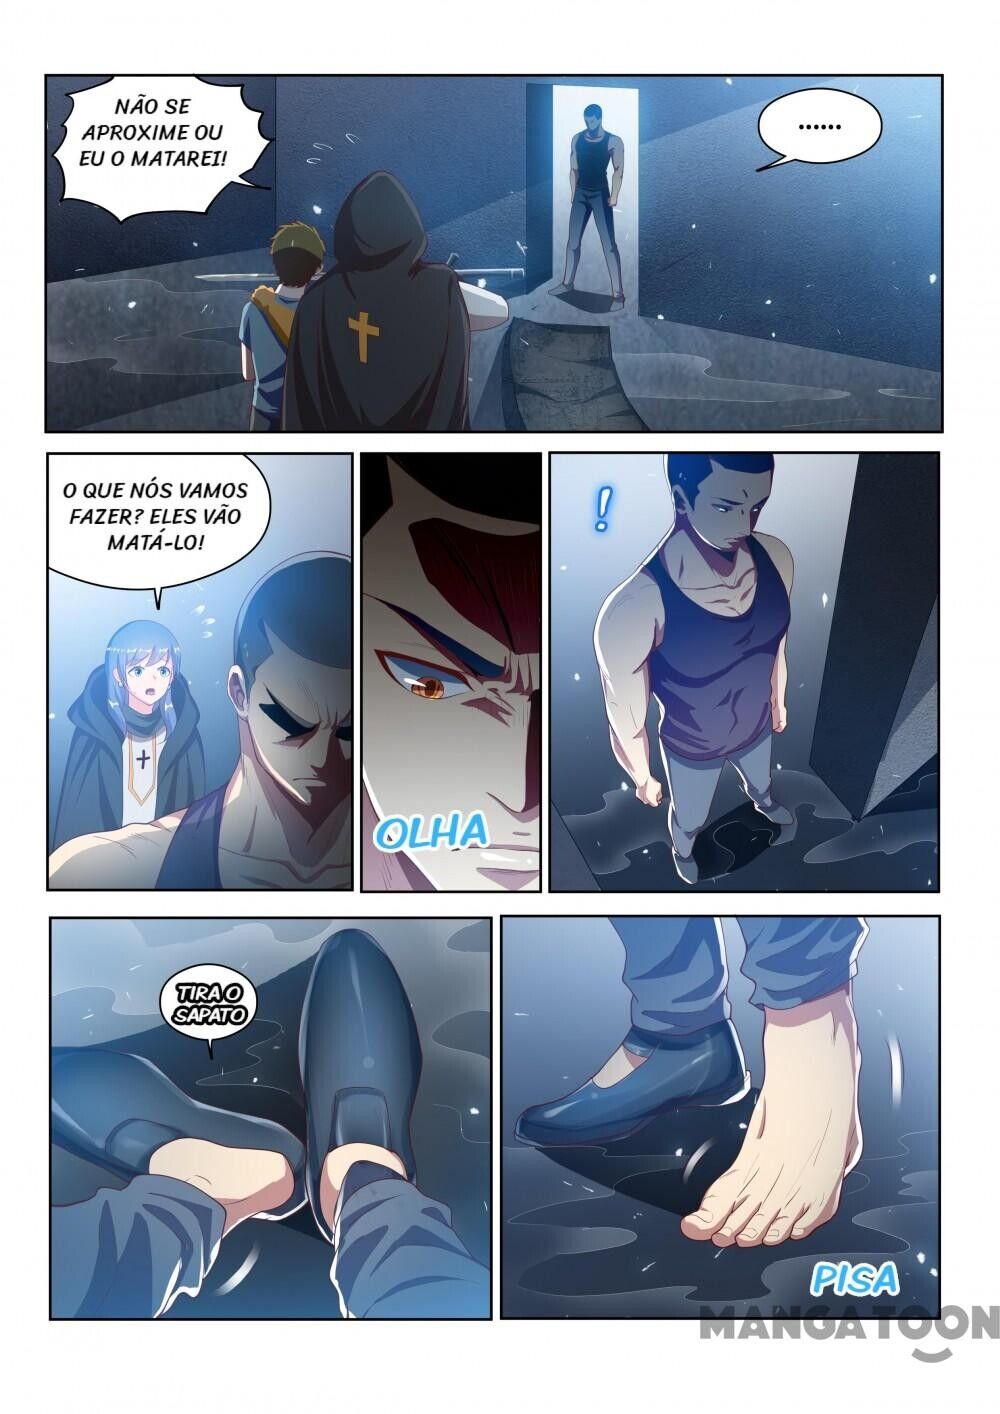 NÃO SE
APROXIME OU
EU O MATAREI!
......
O QUE NÓS VAMOS
FAZER? ELES VÃO
MATÁ-LO!
OLHA
!
TIRA O
SAPATO
PISA
MANGATOON